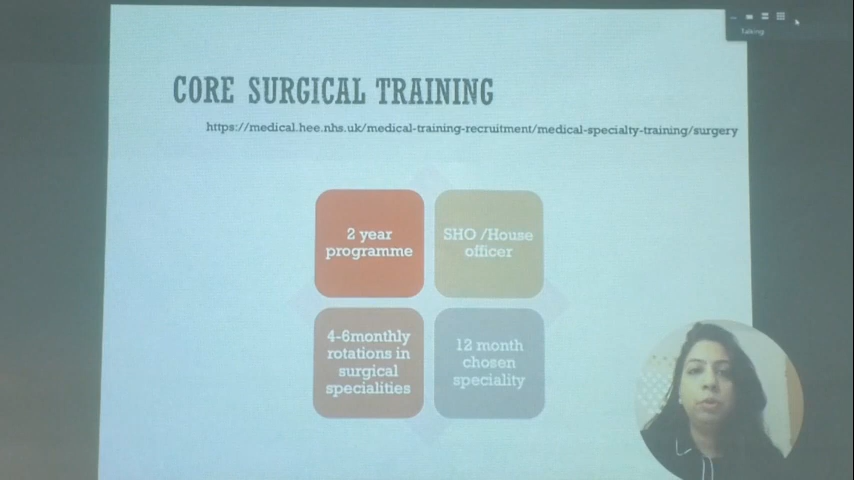 Talking:
CORE SURGICAL TRAINING
https://medical.hee.nhs.uk/medical-training-recruitment/medical-specialty-training/surgery
2 year
programme
SHO /House
officer
4-6monthly
rotations in
surgical
specialities
12 month
chosen
speciality